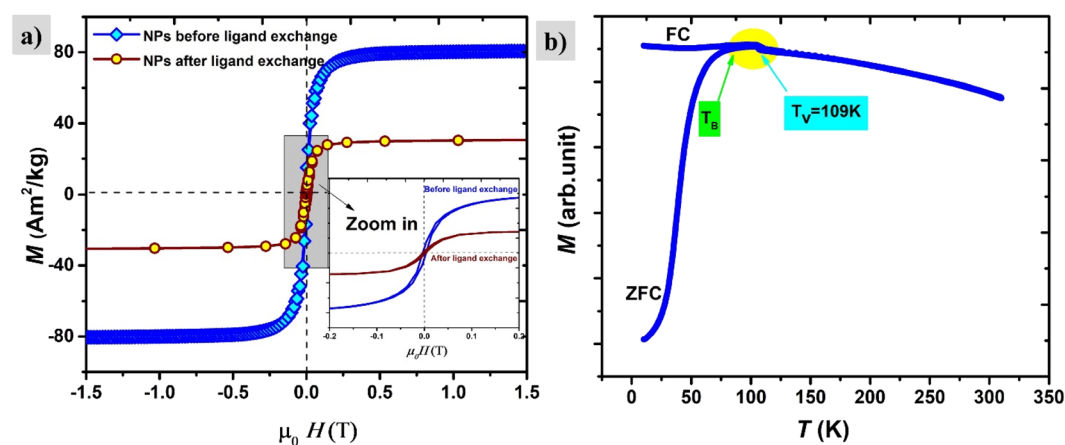 a)
NPs before ligand exchange
NPs after ligand exchange
80
40
0
-40
-80
M (Am²/kg)
Zoom in
Before ligand exchange
After ligand exchange
-0.2
-0.1
0.0
0.1
0.2
μ₀H(T)
-1.5
-1.0
-0.5
0.0
0.5
1.0
1.5
μ₀ H(T)
b)
FC
T_B
T_V=109K
ZFC
M (arb.unit)
0
50
100
150
200
250
300
350
T (K)